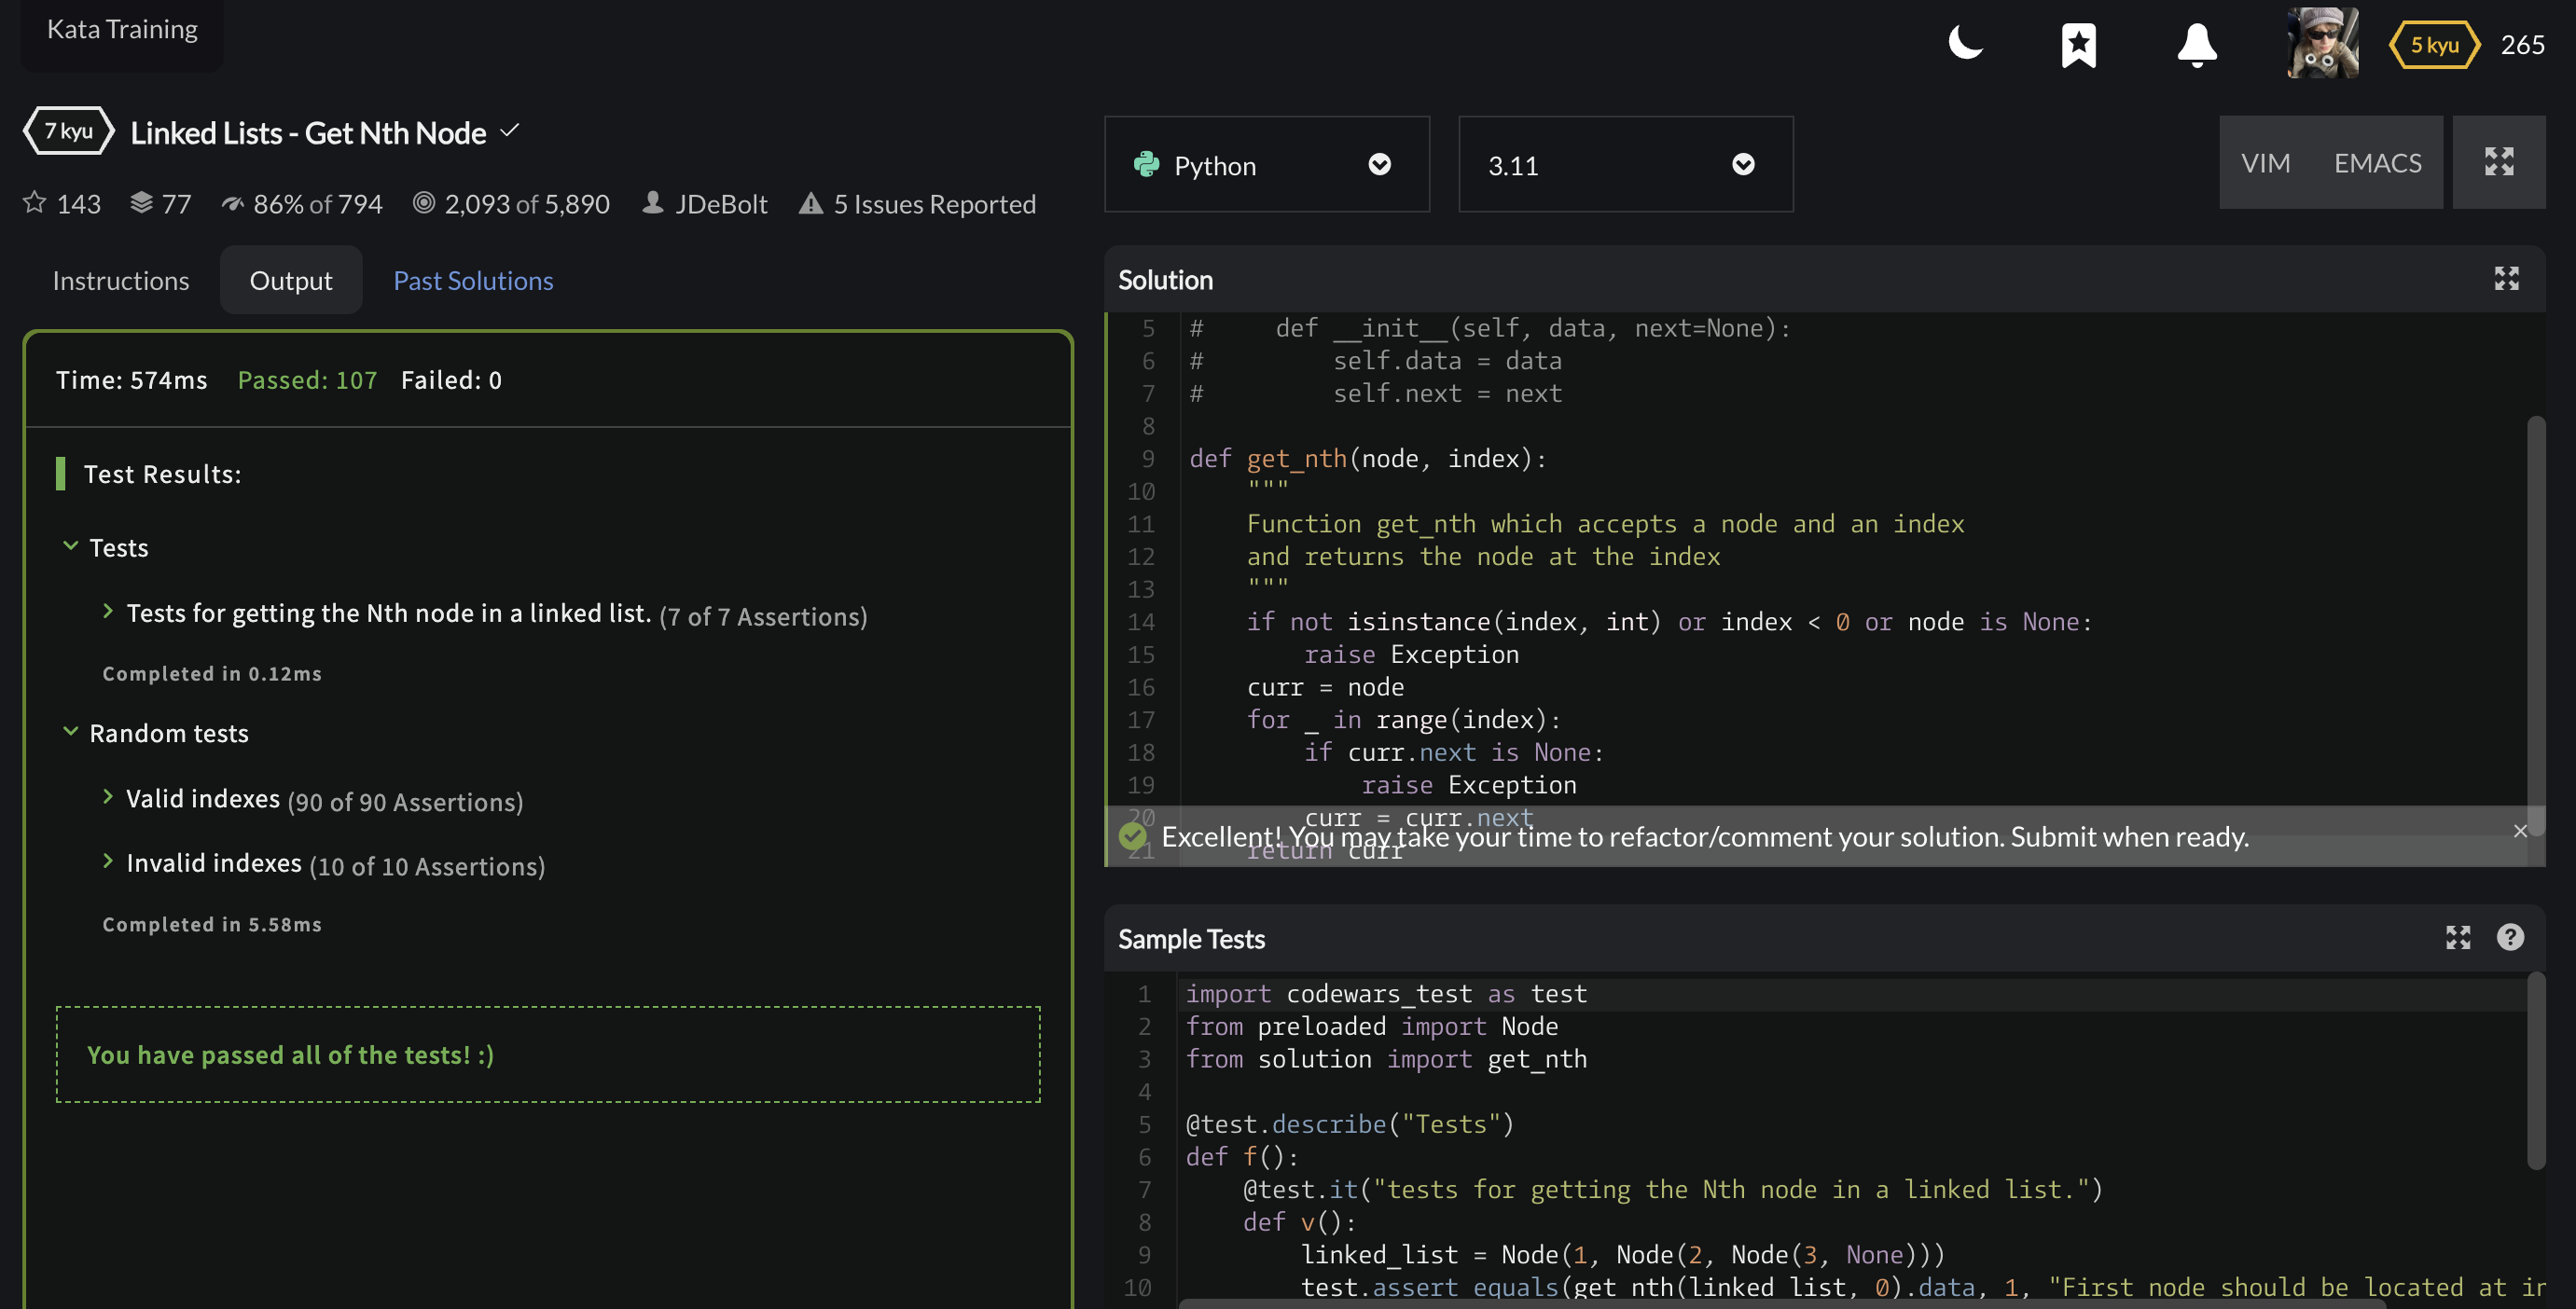 Kata Training
5 kyu 265
7 kyu Linked Lists - Get Nth Node
143 77 86% of 794 2,093 of 5,890 JDeBolt 5 Issues Reported
Python 3.11 VIM EMACS
Instructions Output Past Solutions
Time: 574ms Passed: 107 Failed: 0
Test Results:
Tests
Tests for getting the Nth node in a linked list. (7 of 7 Assertions)
Completed in 0.12ms
Random tests
Valid indexes (90 of 90 Assertions)
Invalid indexes (10 of 10 Assertions)
Completed in 5.58ms
You have passed all of the tests! :)
Solution
5 #     def __init__(self, data, next=None):
6 #         self.data = data
7 #         self.next = next
8
9 def get_nth(node, index):
10     """
11     Function get_nth which accepts a node and an index
12     and returns the node at the index
13     """
14     if not isinstance(index, int) or index < 0 or node is None:
15         raise Exception
16     curr = node
17     for _ in range(index):
18         if curr.next is None:
19             raise Exception
20         curr = curr.next
21     return curr
Excellent! You may take your time to refactor/comment your solution. Submit when ready.
Sample Tests
1 import codewars_test as test
2 from preloaded import Node
3 from solution import get_nth
4
5 @test.describe("Tests")
6 def f():
7     @test.it("tests for getting the Nth node in a linked list.")
8     def v():
9         linked_list = Node(1, Node(2, Node(3, None)))
10         test.assert_equals(get_nth(linked_list, 0).data, 1, "First node should be located at in